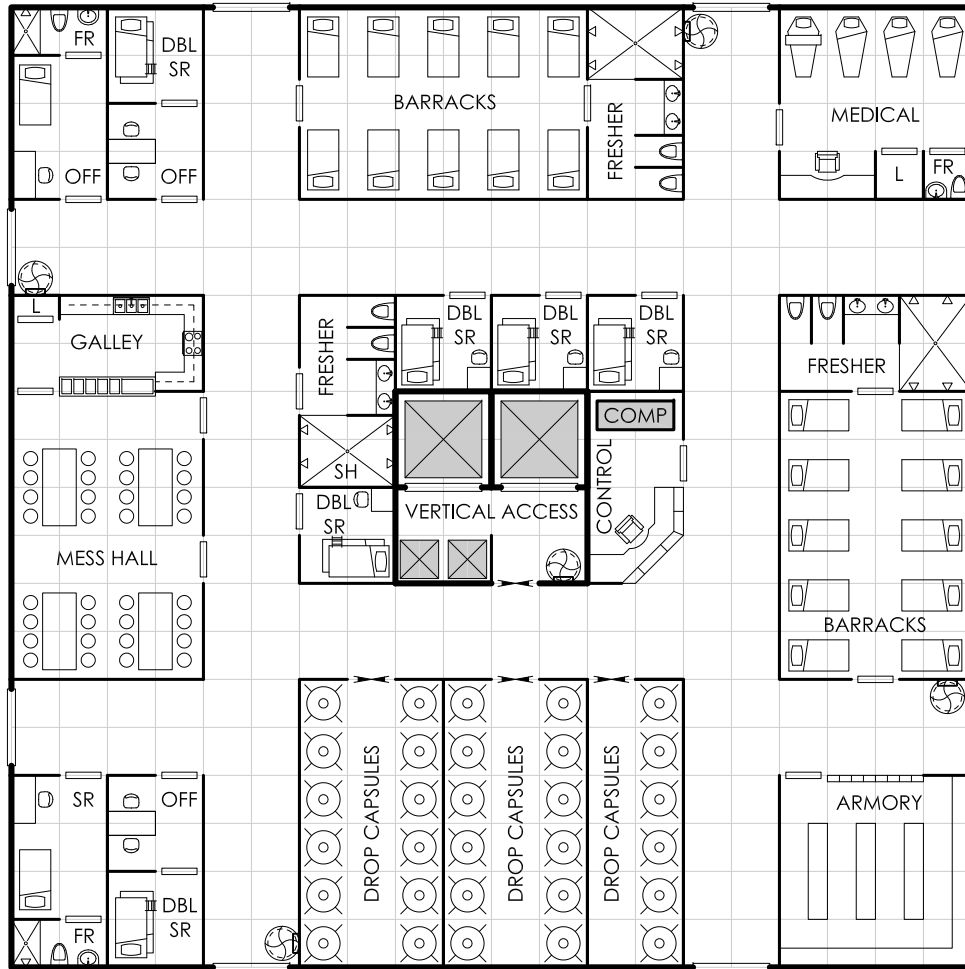 FR
DBL
SR
BARRACKS
MEDICAL
FRESHER
OFF
OFF
L
FR
L
GALLEY
FRESHER
DBL
SR
DBL
SR
DBL
SR
FRESHER
COMP
SH
CONTROL
DBL
SR
VERTICAL ACCESS
MESS HALL
BARRACKS
SR
OFF
DROP CAPSULES
DROP CAPSULES
DROP CAPSULES
ARMORY
DBL
SR
FR